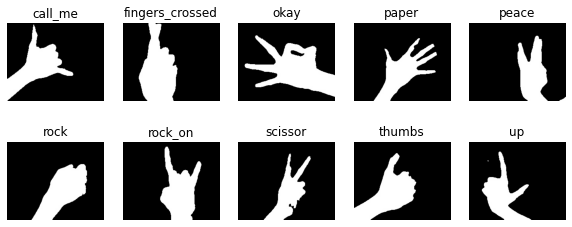 call_me fingers_crossed okay paper peace
rock rock_on scissor thumbs up